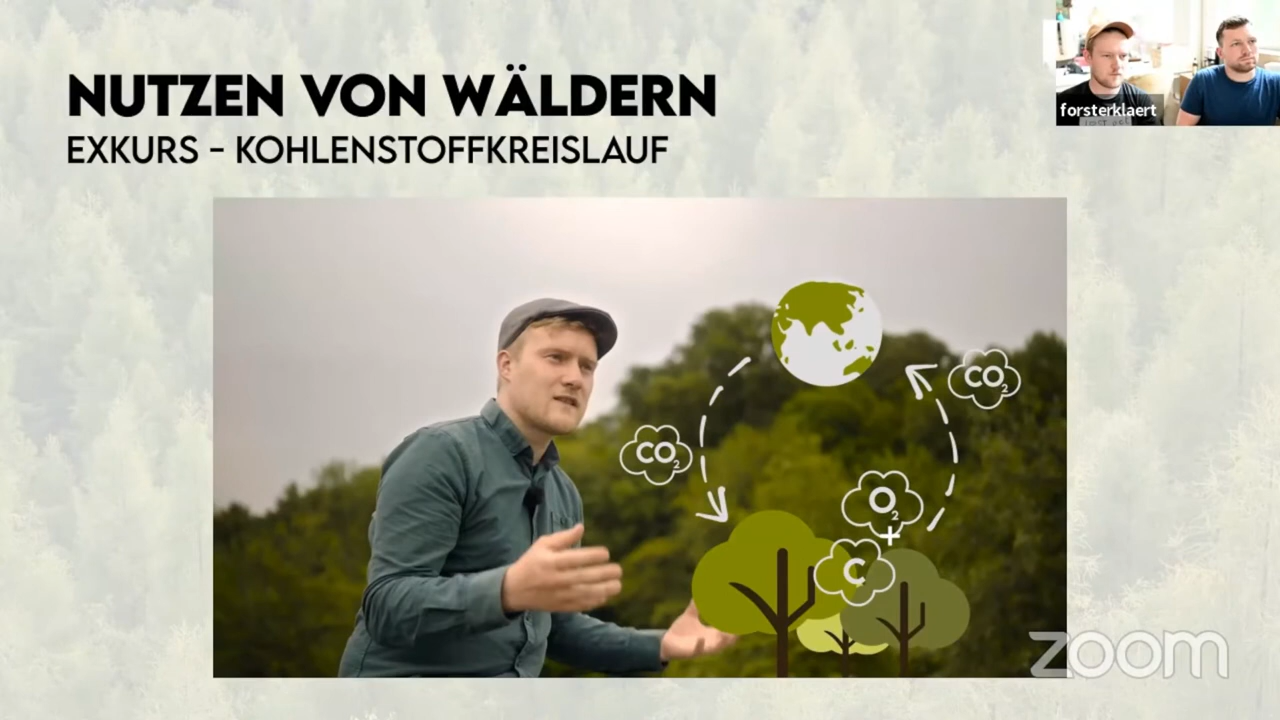 NUTZEN VON WÄLDERN
EXKURS - KOHLENSTOFFKREISLAUF
forsterklaert
CO₂
CO₂
O₂
+
C
zoom